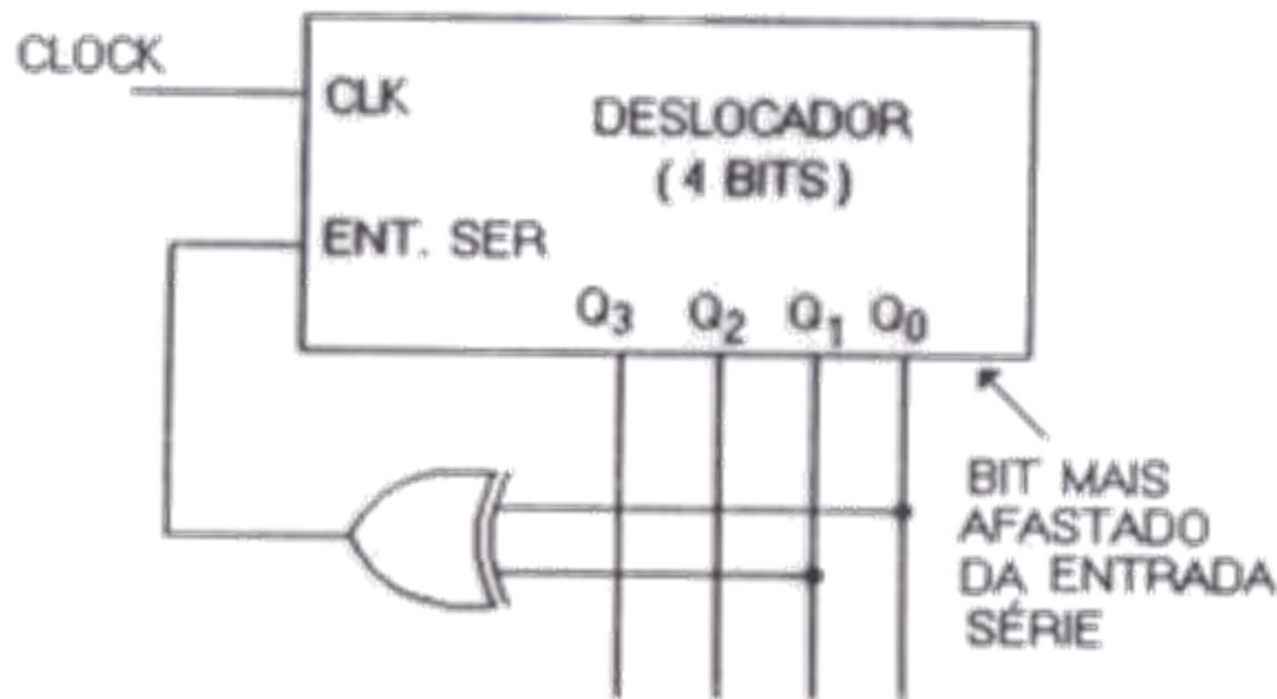 CLOCK
CLK
DESLOCADOR
(4 BITS)
ENT. SER
Q3 Q2 Q1 Q0
BIT MAIS
AFASTADO
DA ENTRADA
SÉRIE